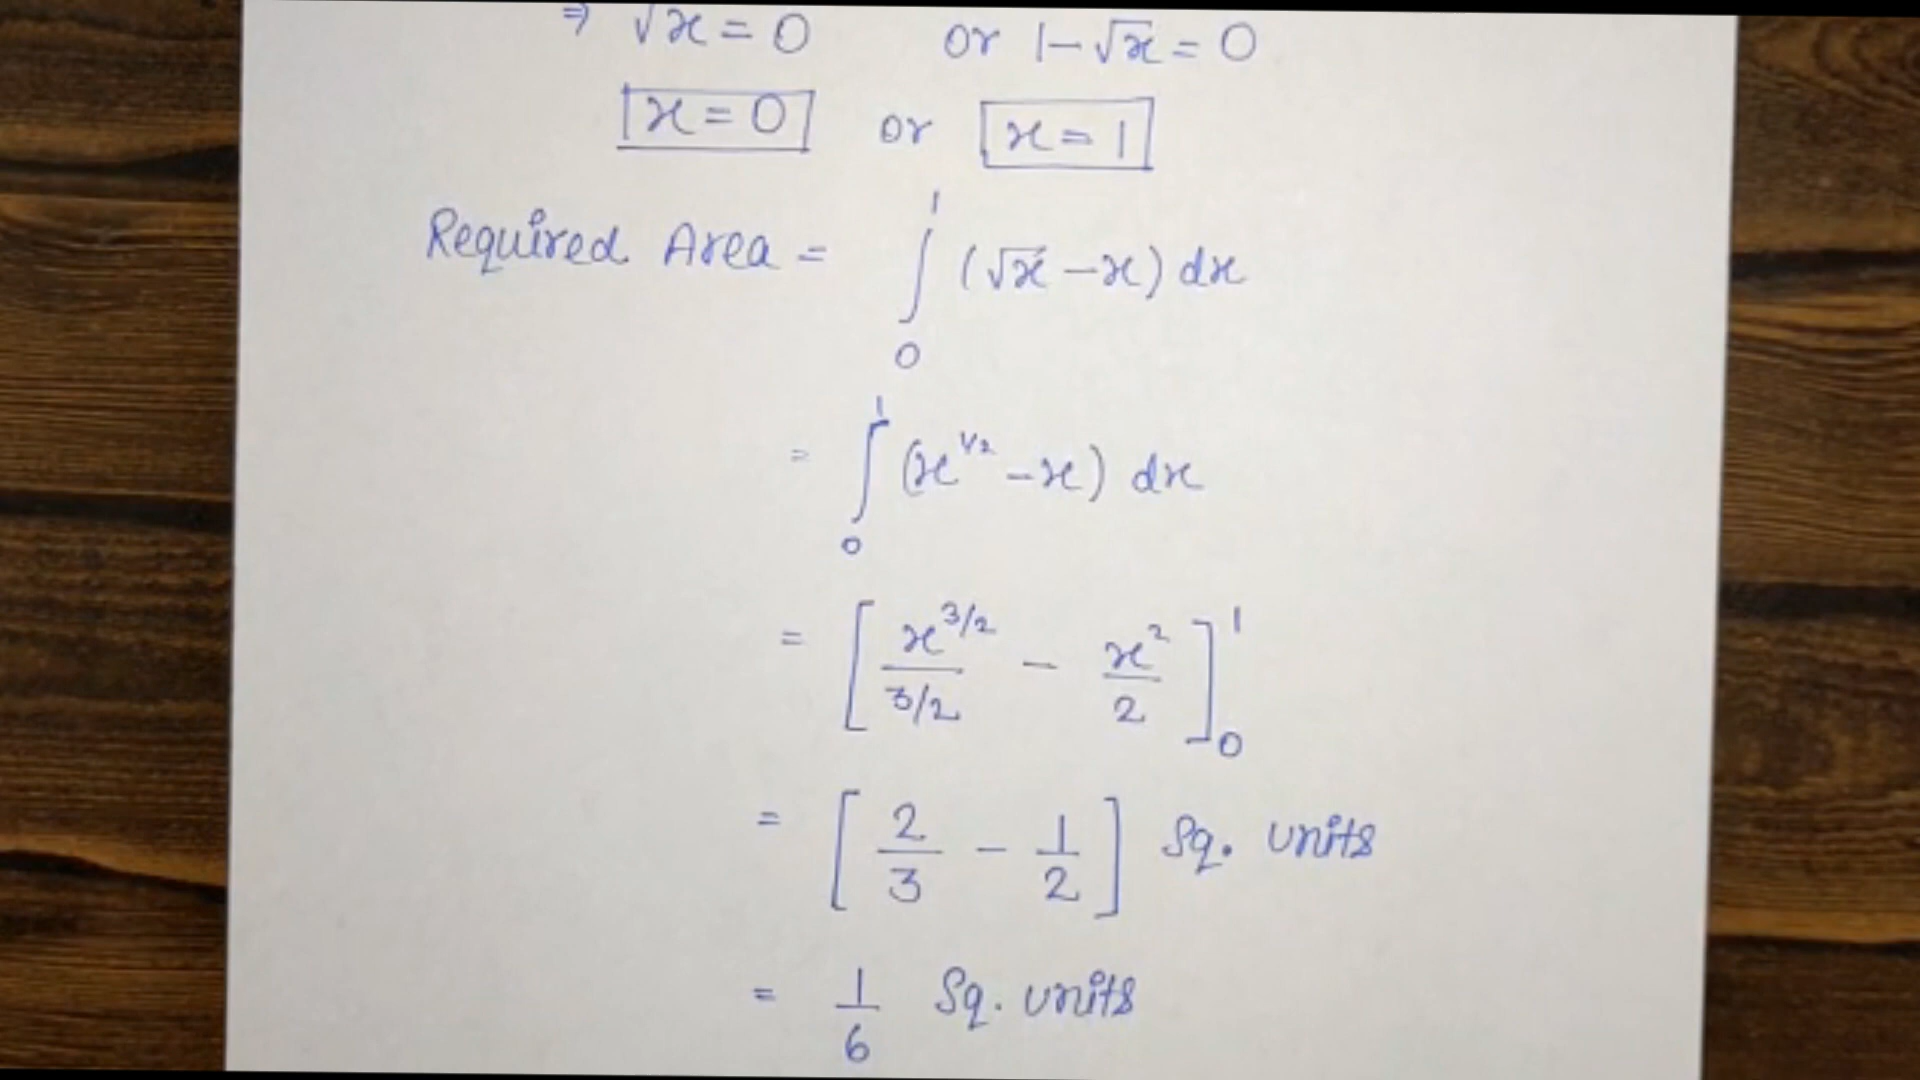 ⇒ √x = 0 or 1-√x = 0
x = 0 or x = 1
Required Area = ∫₀¹ (√x - x) dx
= ∫₀¹ (x^1/2 - x) dx
= [x^3/2 / 3/2 - x²/2]₀¹
= [2/3 - 1/2] Sq. units
= 1/6 Sq. units